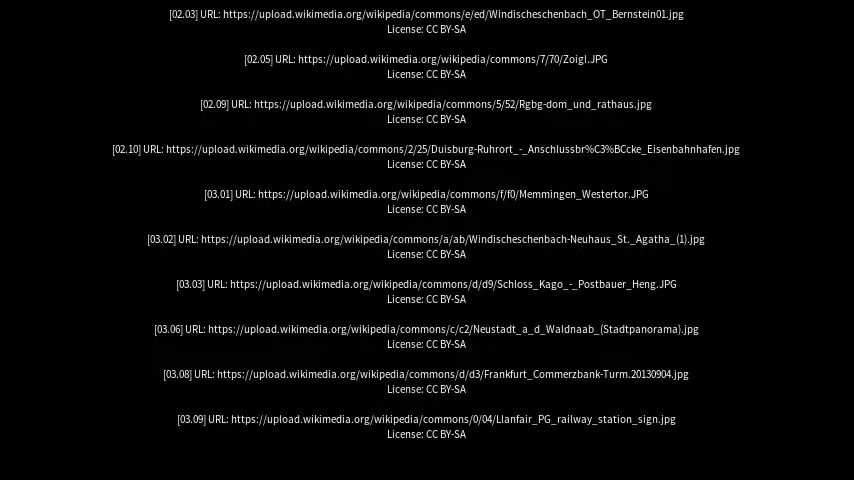 [02.03] URL: https://upload.wikimedia.org/wikipedia/commons/e/ed/Windischeschenbach_OT_Bernstein01.jpg
License: CC BY-SA
[02.05] URL: https://upload.wikimedia.org/wikipedia/commons/7/70/Zoigl.JPG
License: CC BY-SA
[02.09] URL: https://upload.wikimedia.org/wikipedia/commons/5/52/Rgbg-dom_und_rathaus.jpg
License: CC BY-SA
[02.10] URL: https://upload.wikimedia.org/wikipedia/commons/2/25/Duisburg-Ruhrort_-_Anschlussbr%C3%BCcke_Eisenbahnhafen.jpg
License: CC BY-SA
[03.01] URL: https://upload.wikimedia.org/wikipedia/commons/f/f0/Memmingen_Westertor.JPG
License: CC BY-SA
[03.02] URL: https://upload.wikimedia.org/wikipedia/commons/a/ab/Windischeschenbach-Neuhaus_St._Agatha_(1).jpg
License: CC BY-SA
[03.03] URL: https://upload.wikimedia.org/wikipedia/commons/d/d9/Schloss_Kago_-_Postbauer_Heng.JPG
License: CC BY-SA
[03.06] URL: https://upload.wikimedia.org/wikipedia/commons/c/c2/Neustadt_a_d_Waldnaab_(Stadtpanorama).jpg
License: CC BY-SA
[03.08] URL: https://upload.wikimedia.org/wikipedia/commons/d/d3/Frankfurt_Commerzbank-Turm.20130904.jpg
License: CC BY-SA
[03.09] URL: https://upload.wikimedia.org/wikipedia/commons/0/04/Llanfair_PG_railway_station_sign.jpg
License: CC BY-SA